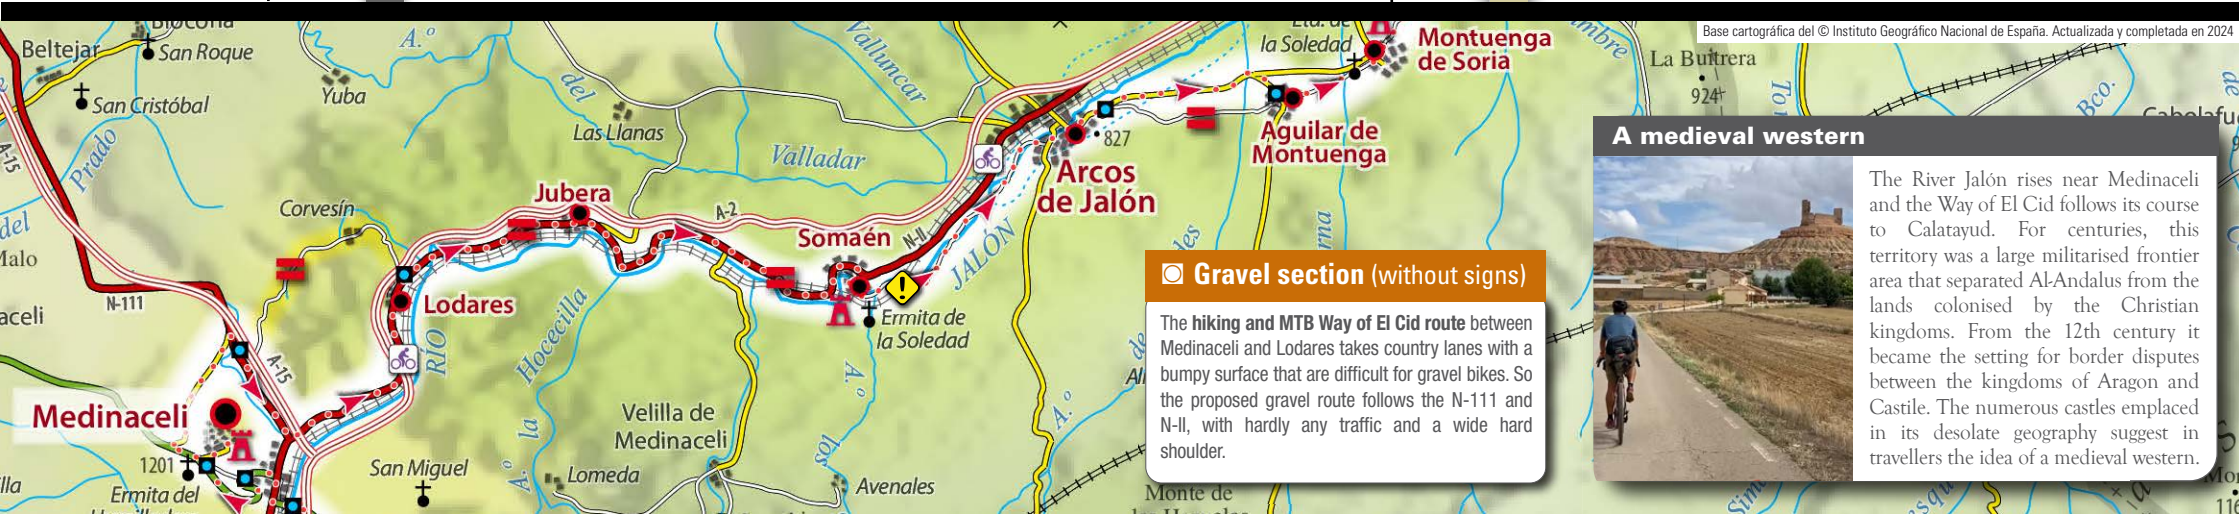 Base cartográfica del © Instituto Geográfico Nacional de España. Actualizada y completada en 2024
Beltejar
San Roque
San Cristóbal
Prado
A-15
del
A.º
Yuba
del
Las Llanas
Valluncar
Valladar
la Soledad
Montuenga
de Soria
Aguilar de
Montuenga
827
Arcos
de Jalón
La Buitrera
924
Bco.
Corvesín
Jubera
A-2
Somaén
N-II
JALÓN
Ermita de
la Soledad
Lodares
RÍO
N-111
A-15
Medinaceli
1201
Ermita del
San Miguel
Hocecilla
la
A.º
Velilla de
Medinaceli
Lomeda
Avenales
A.º
los
A.º
de
Monte de
A medieval western
The River Jalón rises near Medinaceli
and the Way of El Cid follows its course
to Calatayud. For centuries, this
territory was a large militarised frontier
area that separated Al-Andalus from the
lands colonised by the Christian
kingdoms. From the 12th century it
became the setting for border disputes
between the kingdoms of Aragon and
Castile. The numerous castles emplaced
in its desolate geography suggest in
travellers the idea of a medieval western.
Gravel section (without signs)
The hiking and MTB Way of El Cid route between
Medinaceli and Lodares takes country lanes with a
bumpy surface that are difficult for gravel bikes. So
the proposed gravel route follows the N-111 and
N-II, with hardly any traffic and a wide hard
shoulder.